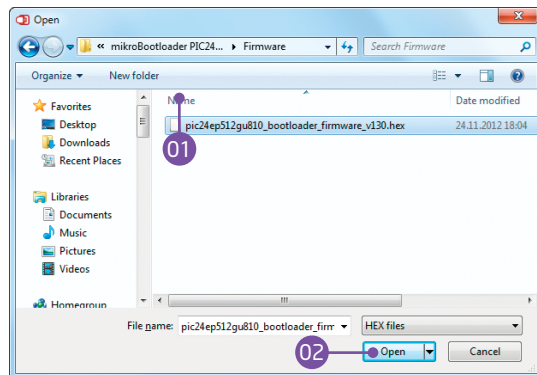 Open
« mikroBootloader PIC24... ▸ Firmware
Search Firmware
Organize ▾ New folder
Name Date modified
pic24ep512gu810_bootloader_firmware_v130.hex 24.11.2012 18:04
01
Favorites
Desktop
Downloads
Recent Places
Libraries
Documents
Music
Pictures
Videos
Homegroup
File name: pic24ep512gu810_bootloader_firm HEX files
02
Open Cancel